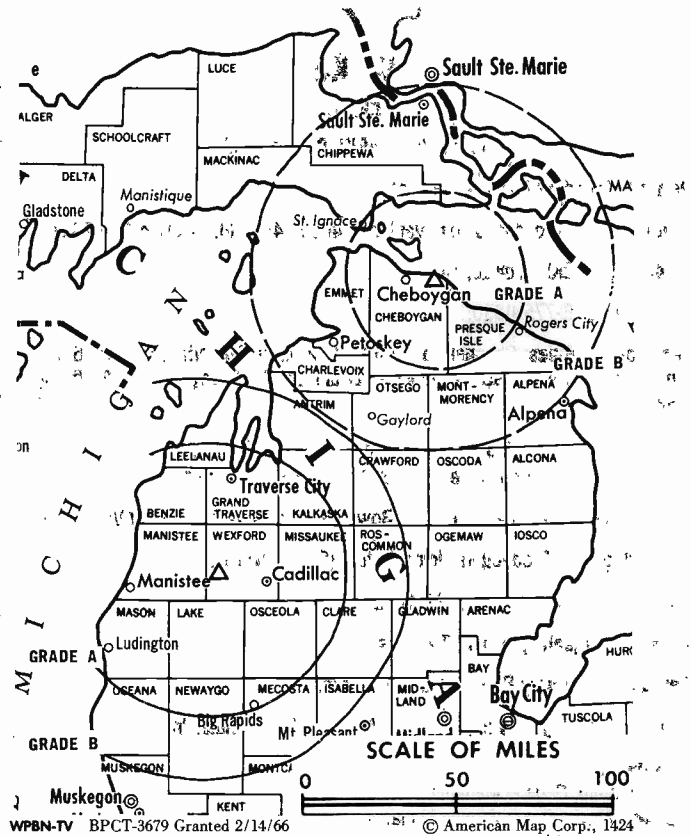 Sault Ste. Marie
LUCE
e
ALGER
Sault Ste. Marie
SCHOOLCRAFT
MACKINAC
CHIPPEWA
DELTA
MA
Manistique
Gladstone
St. Ignace
C
EMMET
Cheboygan
GRADE A
N
CHEBOYGAN
PRESQUE
ISLE
Rogers City
H
A
Petoskey
GRADE B
CHARLEVOIX
OTSEGO
MONT-
MORENCY
ALPENA
G
ANTRIM
Gaylord
Alpena
I
I
LEELANAU
CRAWFORD
OSCODA
ALCONA
Traverse City
H
BENZIE
GRAND
TRAVERSE
KALKASKA
MANISTEE
WEXFORD
MISSAUKEE
ROS-
COMMON
OGEMAW
IOSCO
C
G
Manistee
Cadillac
I
MASON
LAKE
OSCEOLA
CLARE
GLADWIN
ARENAC
Ludington
GRADE A
HURO
BAY
M
OCEANA
NEWAYGO
MECOSTA
ISABELLA
MID-
LAND
A
Bay City
Big Rapids
TUSCOLA
Mt. Pleasant
GRADE B
SCALE OF MILES
MUSKEGON
MONTCA
0 50 100
Muskegon
KENT
WPBN-TV BPCT-3679 Granted 2/14/66 © American Map Corp., 1424